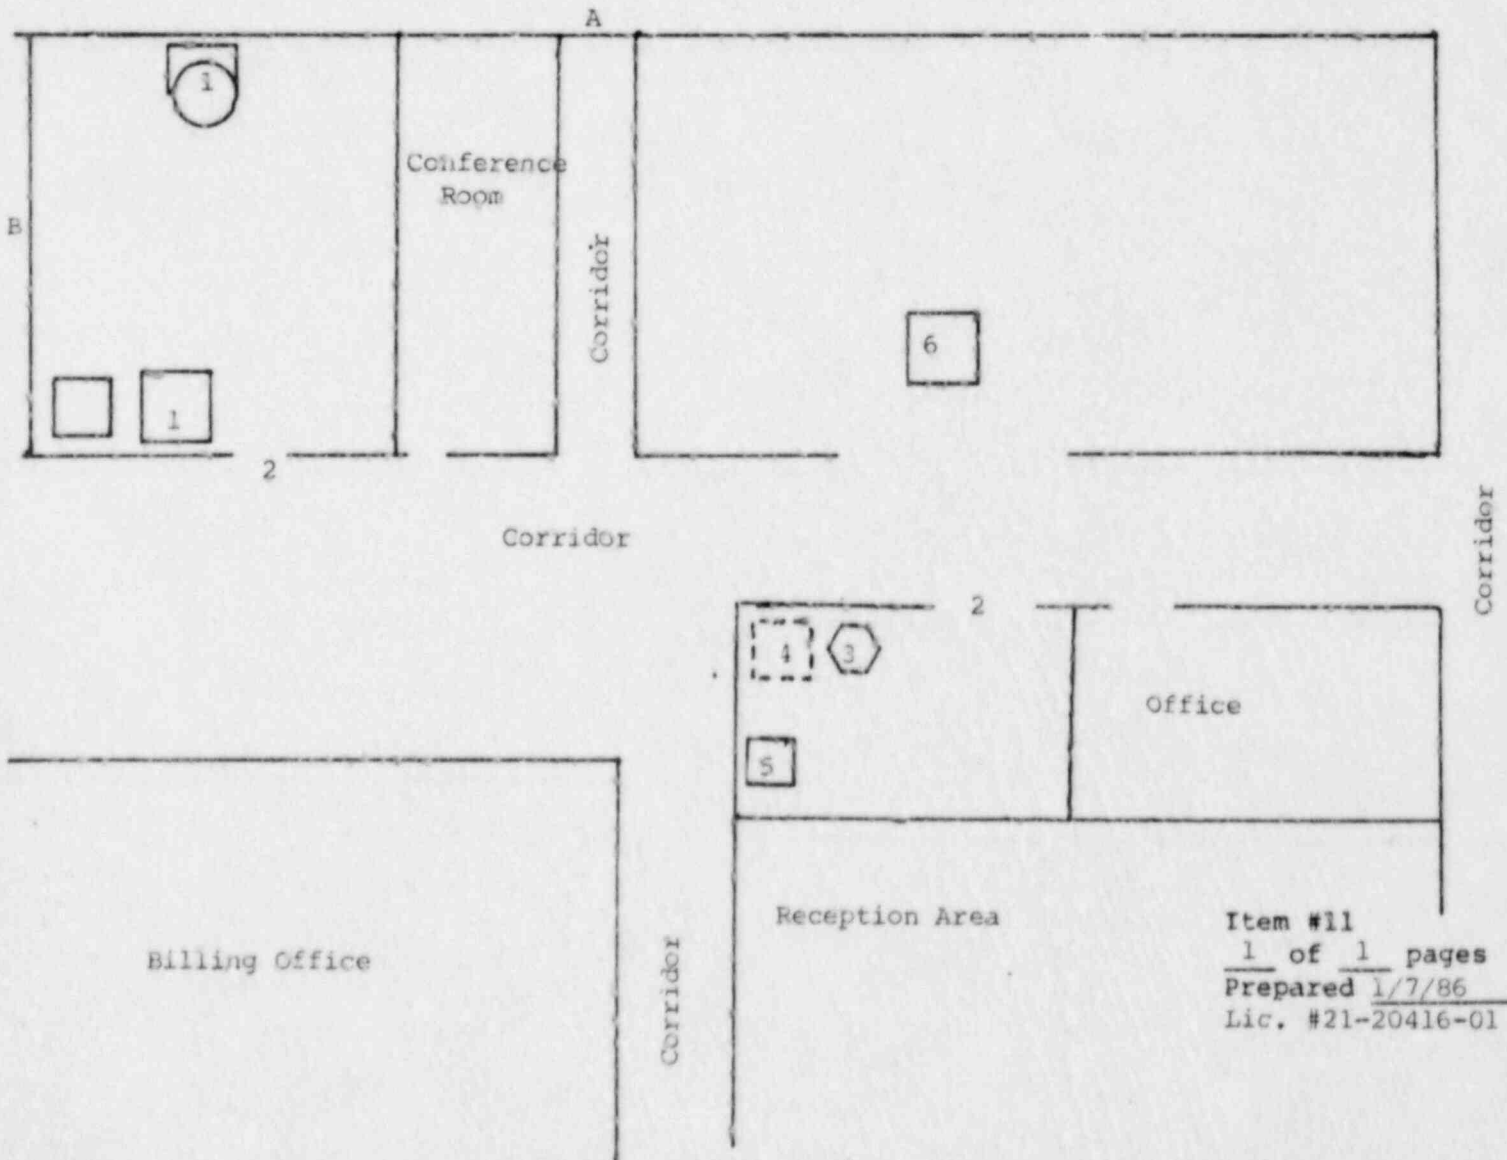 A
1
Conference
Room
B
Corridor
6
1
2
Corridor
Corridor
2
4
3
Office
5
Reception Area
Billing Office
Corridor
Item #11
1 of 1 pages
Prepared 1/7/86
Lic. #21-20416-01